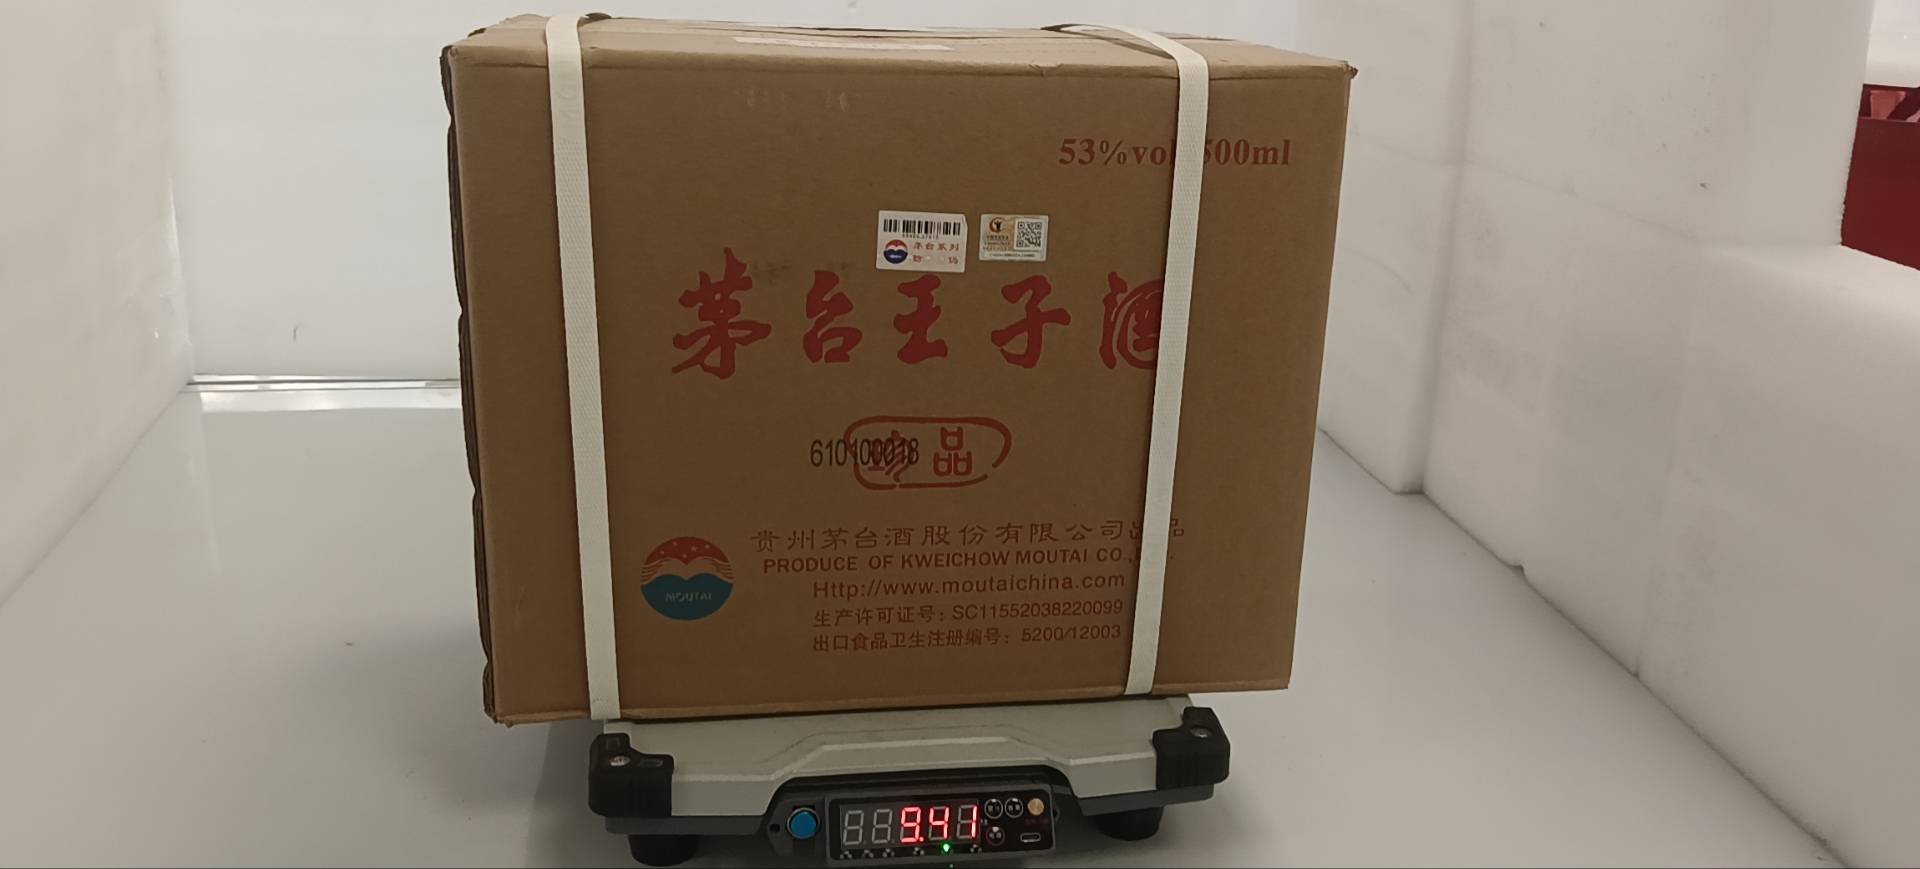 53%vol 500ml
茅台系列
茅台王子酒
珍品
610100018
贵州茅台酒股份有限公司出品
PRODUCE OF KWEICHOW MOUTAI CO.,
Http://www.moutaichina.com
生产许可证号：SC11552038220099
出口食品卫生注册编号：5200/12003
MOUTAI
9.41